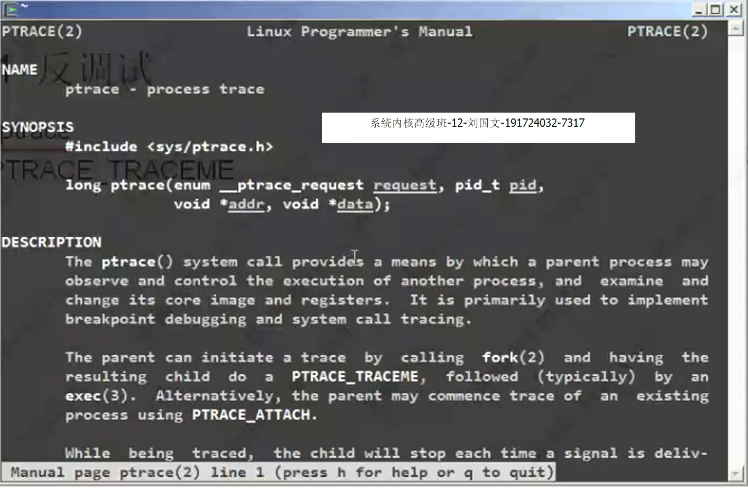 ~
PTRACE(2) Linux Programmer's Manual PTRACE(2)
反调试
NAME
ptrace - process trace
系统内核高级班-12-刘国文-191724032-7317
SYNOPSIS
ptrace
#include <sys/ptrace.h>
PTRACE_TRACEME
long ptrace(enum __ptrace_request request, pid_t pid,
void *addr, void *data);
DESCRIPTION
The ptrace() system call provides a means by which a parent process may
observe and control the execution of another process, and examine and
change its core image and registers. It is primarily used to implement
breakpoint debugging and system call tracing.
The parent can initiate a trace by calling fork(2) and having the
resulting child do a PTRACE_TRACEME, followed (typically) by an
exec(3). Alternatively, the parent may commence trace of an existing
process using PTRACE_ATTACH.
While being traced, the child will stop each time a signal is deliv-
Manual page ptrace(2) line 1 (press h for help or q to quit)